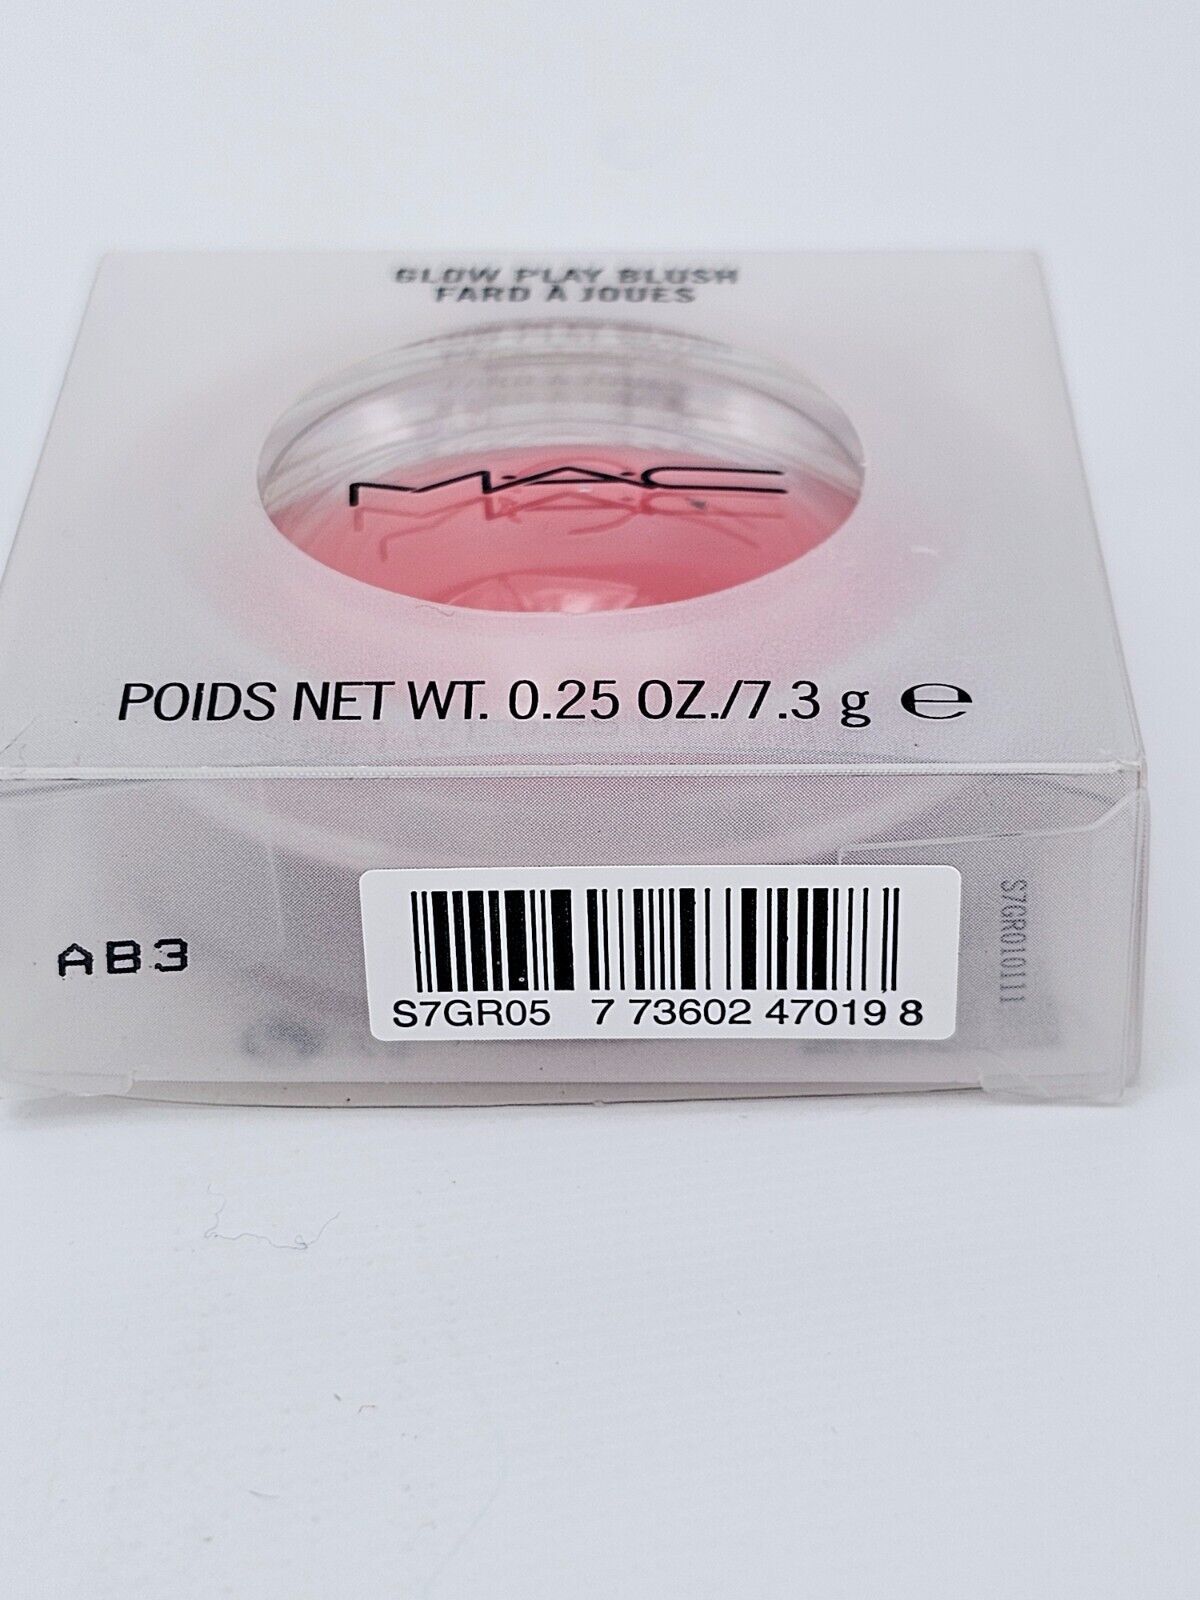 GLOW PLAY BLUSH
FARD À JOUES
M·A·C
POIDS NET WT. 0.25 OZ./7.3 g ℮
AB3
S7GR05 7 73602 47019 8
S7GR010111